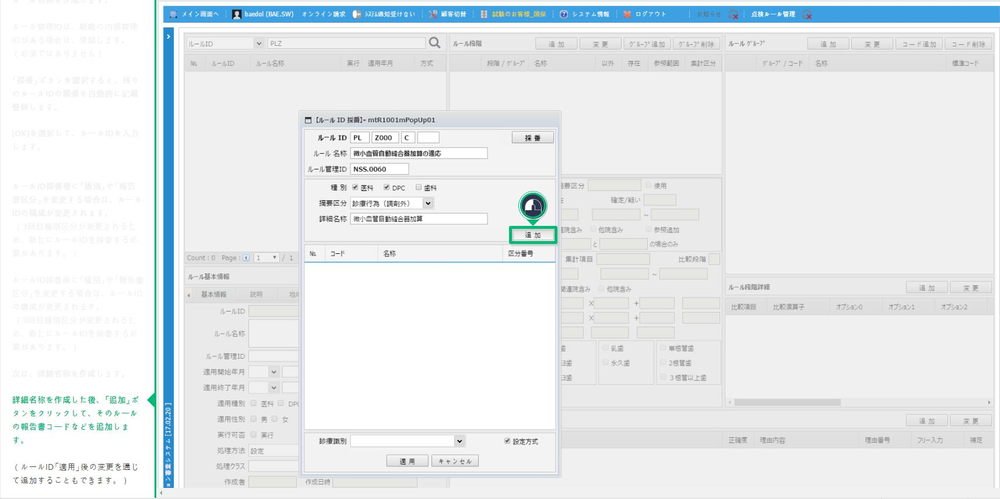 ルール名称を作成します。
ルール管理IDは、組織の内部管理
IDがある場合は、登録します。
（必須ではありません）
「採番」ボタンを選択すると、残り
のルールIDの順番を自動的に記載
登録します。
[OK]を選択して、ルールIDを入力
します。
ルールID採番後に「種別」や「報告
書区分」を変更する場合は、ルール
IDの構成が変更されます。
（3回目種別区分が変更されるた
め、新たにルールIDを採番する必
要があります。）
ルールID採番後に「種別」や「報告書
区分」を変更する場合は、ルールID
の構成が変更されます。
（3回目種別区分が変更されるた
め、新たにルールIDを採番する必
要があります。）
次は、詳細名称を作成します。
詳細名称を作成した後、「追加」ボ
タンをクリックして、そのルール
の報告書コードなどを追加しま
す。
（ルールID「適用」後の変更を通じ
て追加することもできます。）
メイン画面へ baedol (BAE.SW) オンライン請求 ｼｽﾃﾑ通知受けない 顧客切替 試験のお客様_国保 システム情報 ログアウト お知らせ 点検ルール管理
ルールID PLZ
No. ルールID ルール名称 実行 適用年月 方式
ルール段階 追 加 変 更 ｸﾞﾙｰﾌﾟ追加 ｸﾞﾙｰﾌﾟ削除
段階 / ｸﾞﾙｰﾌﾟ 名称 以外 存在 参照範囲 集計区分
ルール ｸﾞﾙｰﾌﾟ 追 加 変 更 コード追加 コード削除
ｸﾞﾙｰﾌﾟ / コード 名称 標準コード
【ルール ID 採番】- mtR1001mPopUp01
ルール ID PL Z000 C 採 番
ルール 名称 微小血管自動縫合器加算の適応
ルール管理ID NSS.0060
種 別 医科 DPC 歯科
摘要区分 診療行為（調剤外）
詳細名称 微小血管自動縫合器加算
追 加
No. コード 名称 区分番号
診療識別 設定方式
適 用 キャンセル
Count : 0 Page : 1 / 1
ルール基本情報
基本情報 説明
ルールID
ルール名称
ルール管理ID
適用開始年月
適用終了年月
適用種別 医科 DPC
適用性別 男 女
実行可否 実行
処理方法 設定
処理クラス
作成者 作成日時
摘要区分 使用
確定/疑い
~
院含み 他院含み 参照追加
と の場合のみ
集計項目 比較段階
~
関連院含み 他院含み
X +
X +
歯 乳歯 単根管歯
臼歯 永久歯 2根管歯
臼歯 3根管以上歯
ルール段階詳細 追 加 変 更
比較項目 比較演算子 オプション0 オプション1 オプション2
追 加 変 更
正確度 理由内容 理由番号 フリー入力 補足
ョン審査システム [17.02.20 ]